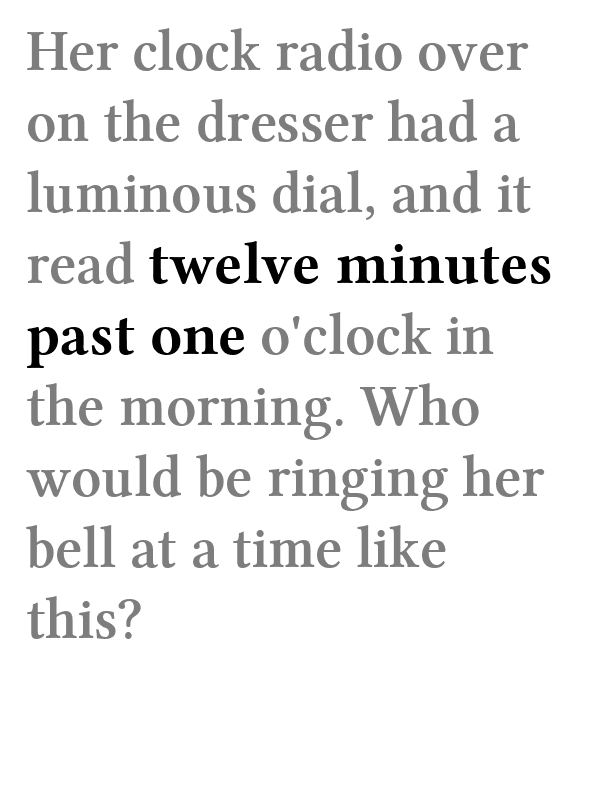 Her clock radio over
on the dresser had a
luminous dial, and it
read twelve minutes
past one o'clock in
the morning. Who
would be ringing her
bell at a time like
this?